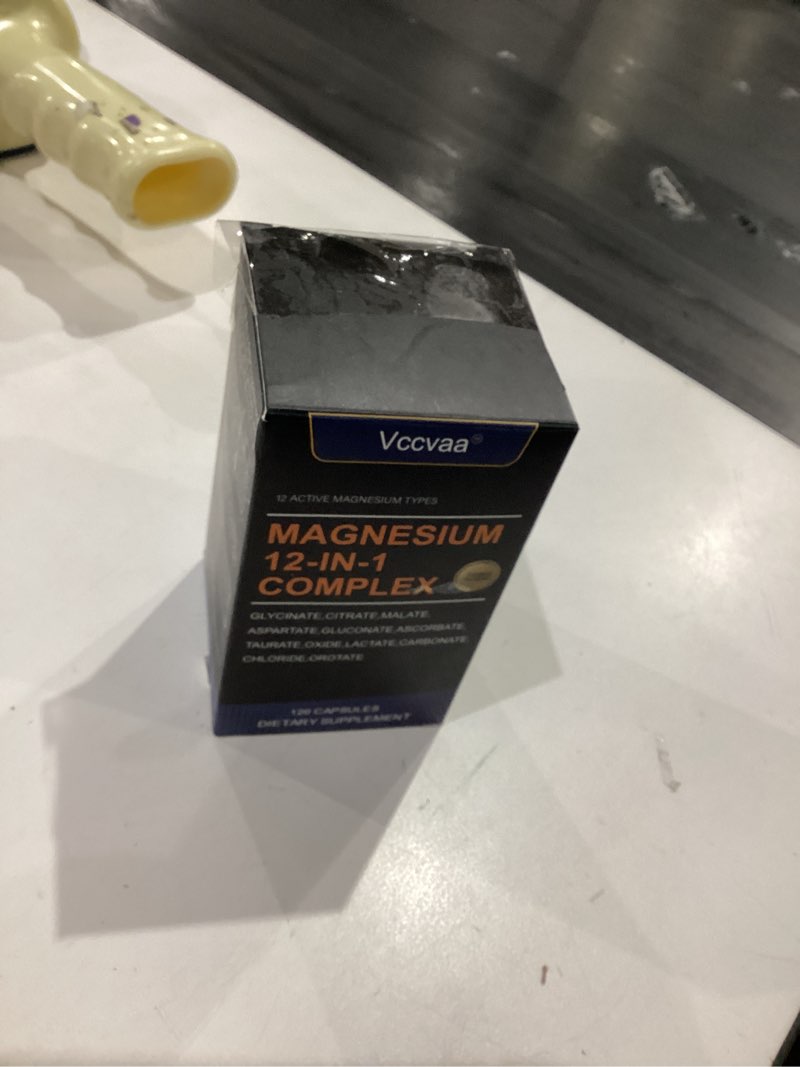 Vccvaa
12 ACTIVE MAGNESIUM TYPES
MAGNESIUM
12-IN-1
COMPLEX
GLYCINATE,CITRATE,MALATE,
ASPARTATE,GLUCONATE,ASCORBATE,
TAURATE,OXIDE,LACTATE,CARBONATE
CHLORIDE,OROTATE
120 CAPSULES
DIETARY SUPPLEMENT